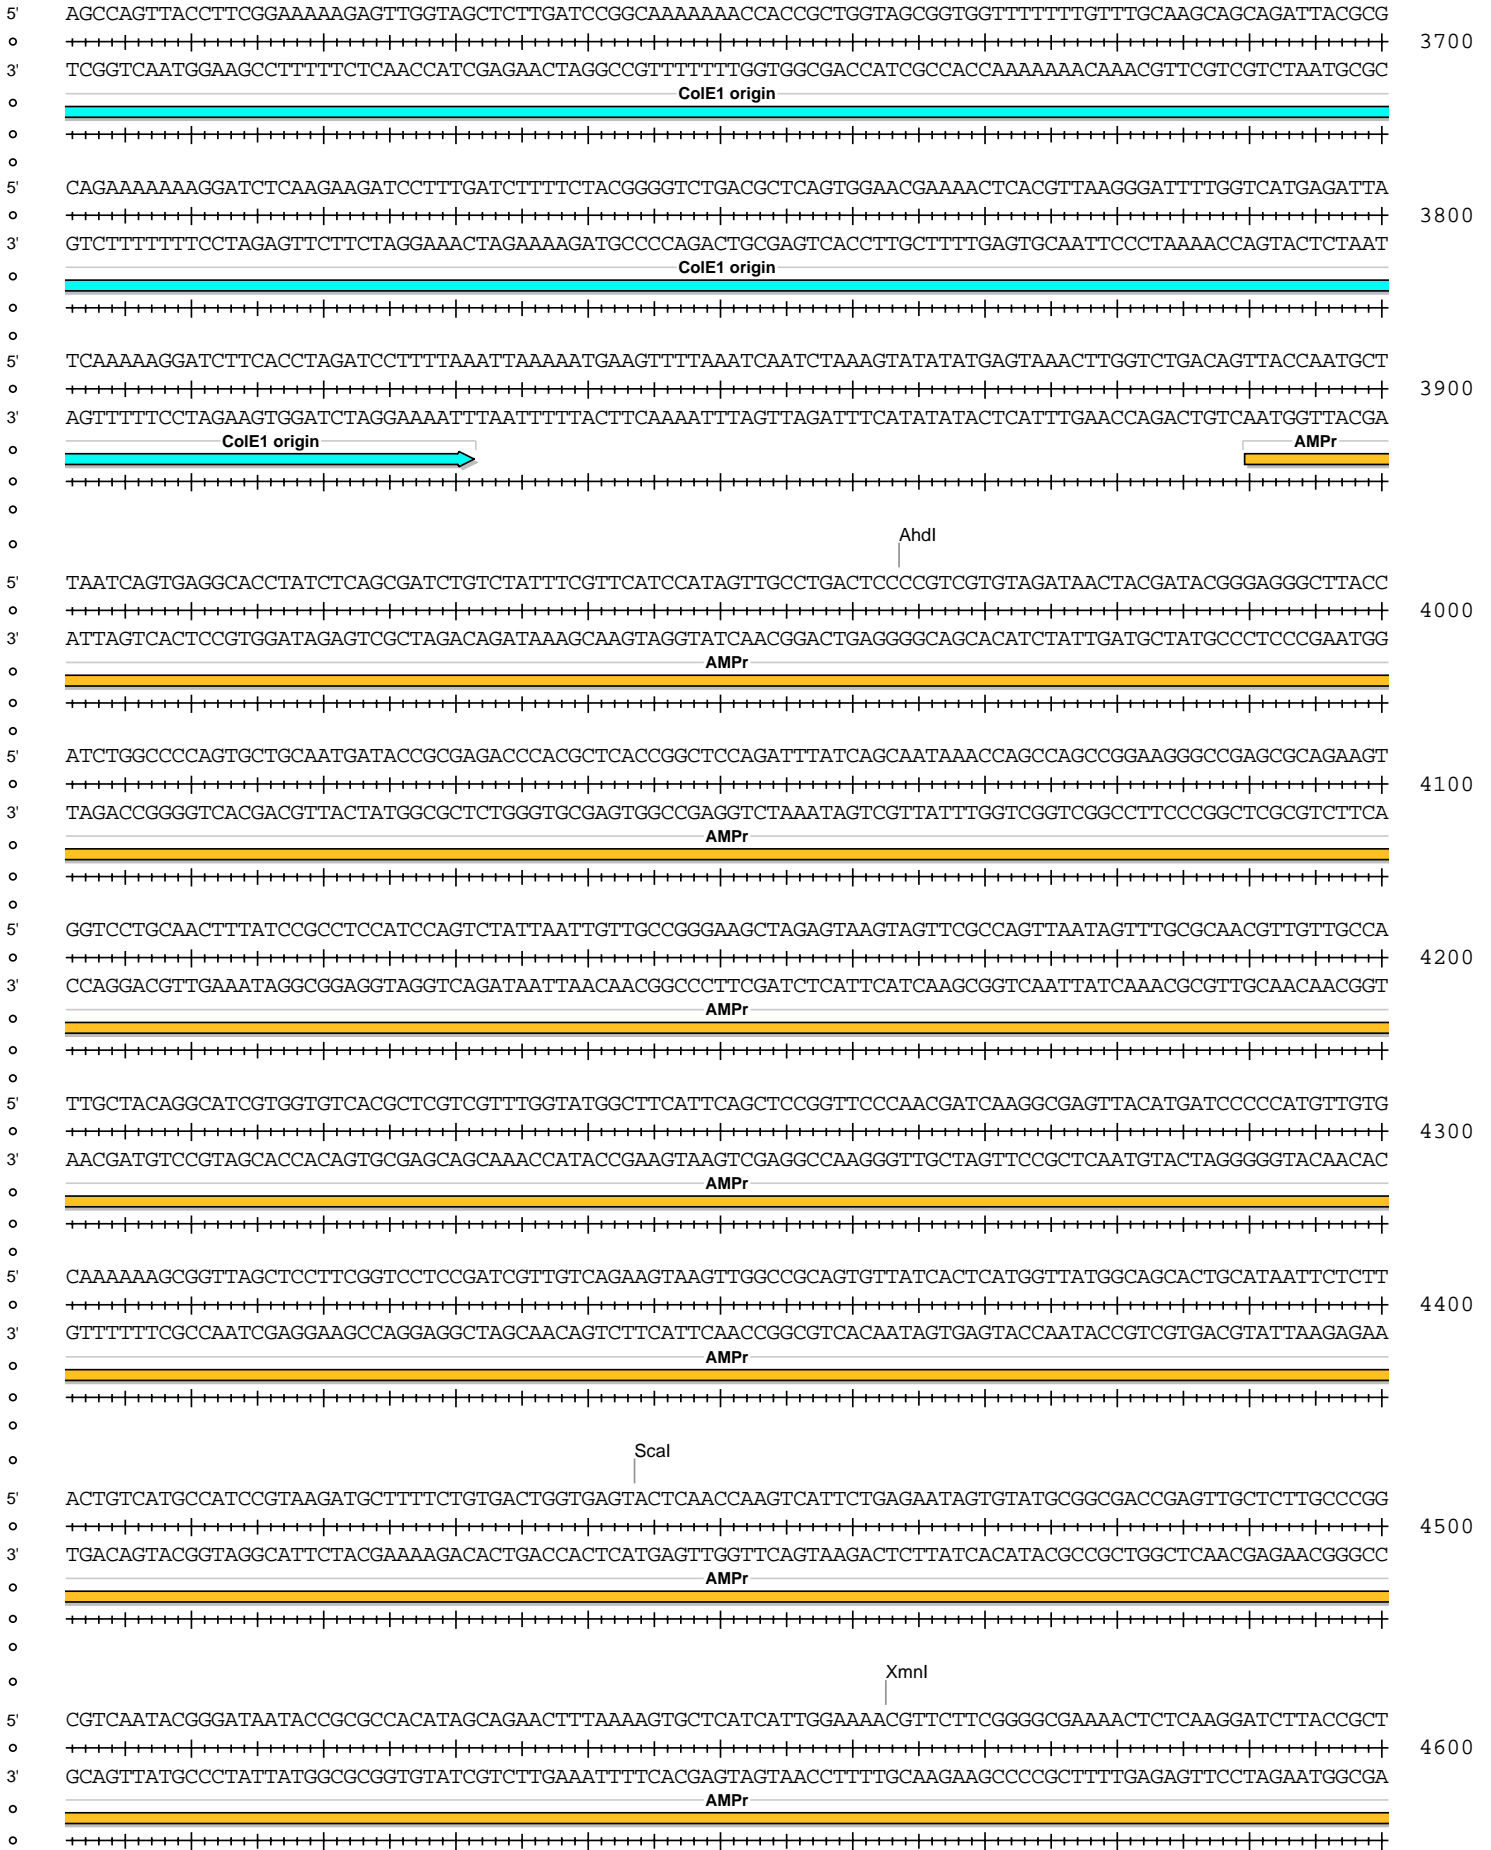 5' AGCCAGTTACCTTCGGAAAAAGAGTTGGTAGCTCTTGATCCGGCAAAAAAACCACCGCTGGTAGCGGTGGTTTTTTTGTTTGCAAGCAGCAGATTACGCG
3700
3' TCGGTCAATGGAAGCCTTTTTCTCAACCATCGAGAACTAGGCCGTTTTTTTGGTGGCGACCATCGCCACCAAAAAAACAAACGTTCGTCGTCTAATGCGC
ColE1 origin
5' CAGAAAAAAAGGATCTCAAGAAGATCCTTTGATCTTTTCTACGGGGTCTGACGCTCAGTGGAACGAAAACTCACGTTAAGGGATTTTGGTCATGAGATTA
3800
3' GTCTTTTTTTCCTAGAGTTCTTCTAGGAAACTAGAAAAGATGCCCCAGACTGCGAGTCACCTTGCTTTTGAGTGCAATTCCCTAAAACCAGTACTCTAAT
ColE1 origin
5' TCAAAAAGGATCTTCACCTAGATCCTTTTAAATTAAAAATGAAGTTTTAAATCAATCTAAAGTATATATGAGTAAACTTGGTCTGACAGTTACCAATGCT
3900
3' AGTTTTTCCTAGAAGTGGATCTAGGAAAATTTAATTTTTACTTCAAAATTTAGTTAGATTTCATATATACTCATTTGAACCAGACTGTCAATGGTTACGA
ColE1 origin AMPr
AhdI
5' TAATCAGTGAGGCACCTATCTCAGCGATCTGTCTATTTCGTTCATCCATAGTTGCCTGACTCCCCGTCGTGTAGATAACTACGATACGGGAGGGCTTACC
4000
3' ATTAGTCACTCCGTGGATAGAGTCGCTAGACAGATAAAGCAAGTAGGTATCAACGGACTGAGGGGCAGCACATCTATTGATGCTATGCCCTCCCGAATGG
AMPr
5' ATCTGGCCCCAGTGCTGCAATGATACCGCGAGACCCACGCTCACCGGCTCCAGATTTATCAGCAATAAACCAGCCAGCCGGAAGGGCCGAGCGCAGAAGT
4100
3' TAGACCGGGGTCACGACGTTACTATGGCGCTCTGGGTGCGAGTGGCCGAGGTCTAAATAGTCGTTATTTGGTCGGTCGGCCTTCCCGGCTCGCGTCTTCA
AMPr
5' GGTCCTGCAACTTTATCCGCCTCCATCCAGTCTATTAATTGTTGCCGGGAAGCTAGAGTAAGTAGTTCGCCAGTTAATAGTTTGCGCAACGTTGTTGCCA
4200
3' CCAGGACGTTGAAATAGGCGGAGGTAGGTCAGATAATTAACAACGGCCCTTCGATCTCATTCATCAAGCGGTCAATTATCAAACGCGTTGCAACAACGGT
AMPr
5' TTGCTACAGGCATCGTGGTGTCACGCTCGTCGTTTGGTATGGCTTCATTCAGCTCCGGTTCCCAACGATCAAGGCGAGTTACATGATCCCCCATGTTGTG
4300
3' AACGATGTCCGTAGCACCACAGTGCGAGCAGCAAACCATACCGAAGTAAGTCGAGGCCAAGGGTTGCTAGTTCCGCTCAATGTACTAGGGGGTACAACAC
AMPr
5' CAAAAAAGCGGTTAGCTCCTTCGGTCCTCCGATCGTTGTCAGAAGTAAGTTGGCCGCAGTGTTATCACTCATGGTTATGGCAGCACTGCATAATTCTCTT
4400
3' GTTTTTTCGCCAATCGAGGAAGCCAGGAGGCTAGCAACAGTCTTCATTCAACCGGCGTCACAATAGTGAGTACCAATACCGTCGTGACGTATTAAGAGAA
AMPr
ScaI
5' ACTGTCATGCCATCCGTAAGATGCTTTTCTGTGACTGGTGAGTACTCAACCAAGTCATTCTGAGAATAGTGTATGCGGCGACCGAGTTGCTCTTGCCCGG
4500
3' TGACAGTACGGTAGGCATTCTACGAAAAGACACTGACCACTCATGAGTTGGTTCAGTAAGACTCTTATCACATACGCCGCTGGCTCAACGAGAACGGGCC
AMPr
XmnI
5' CGTCAATACGGGATAATACCGCGCCACATAGCAGAACTTTAAAAGTGCTCATCATTGGAAAACGTTCTTCGGGGCGAAAACTCTCAAGGATCTTACCGCT
4600
3' GCAGTTATGCCCTATTATGGCGCGGTGTATCGTCTTGAAATTTTCACGAGTAGTAACCTTTTGCAAGAAGCCCCGCTTTTGAGAGTTCCTAGAATGGCGA
AMPr